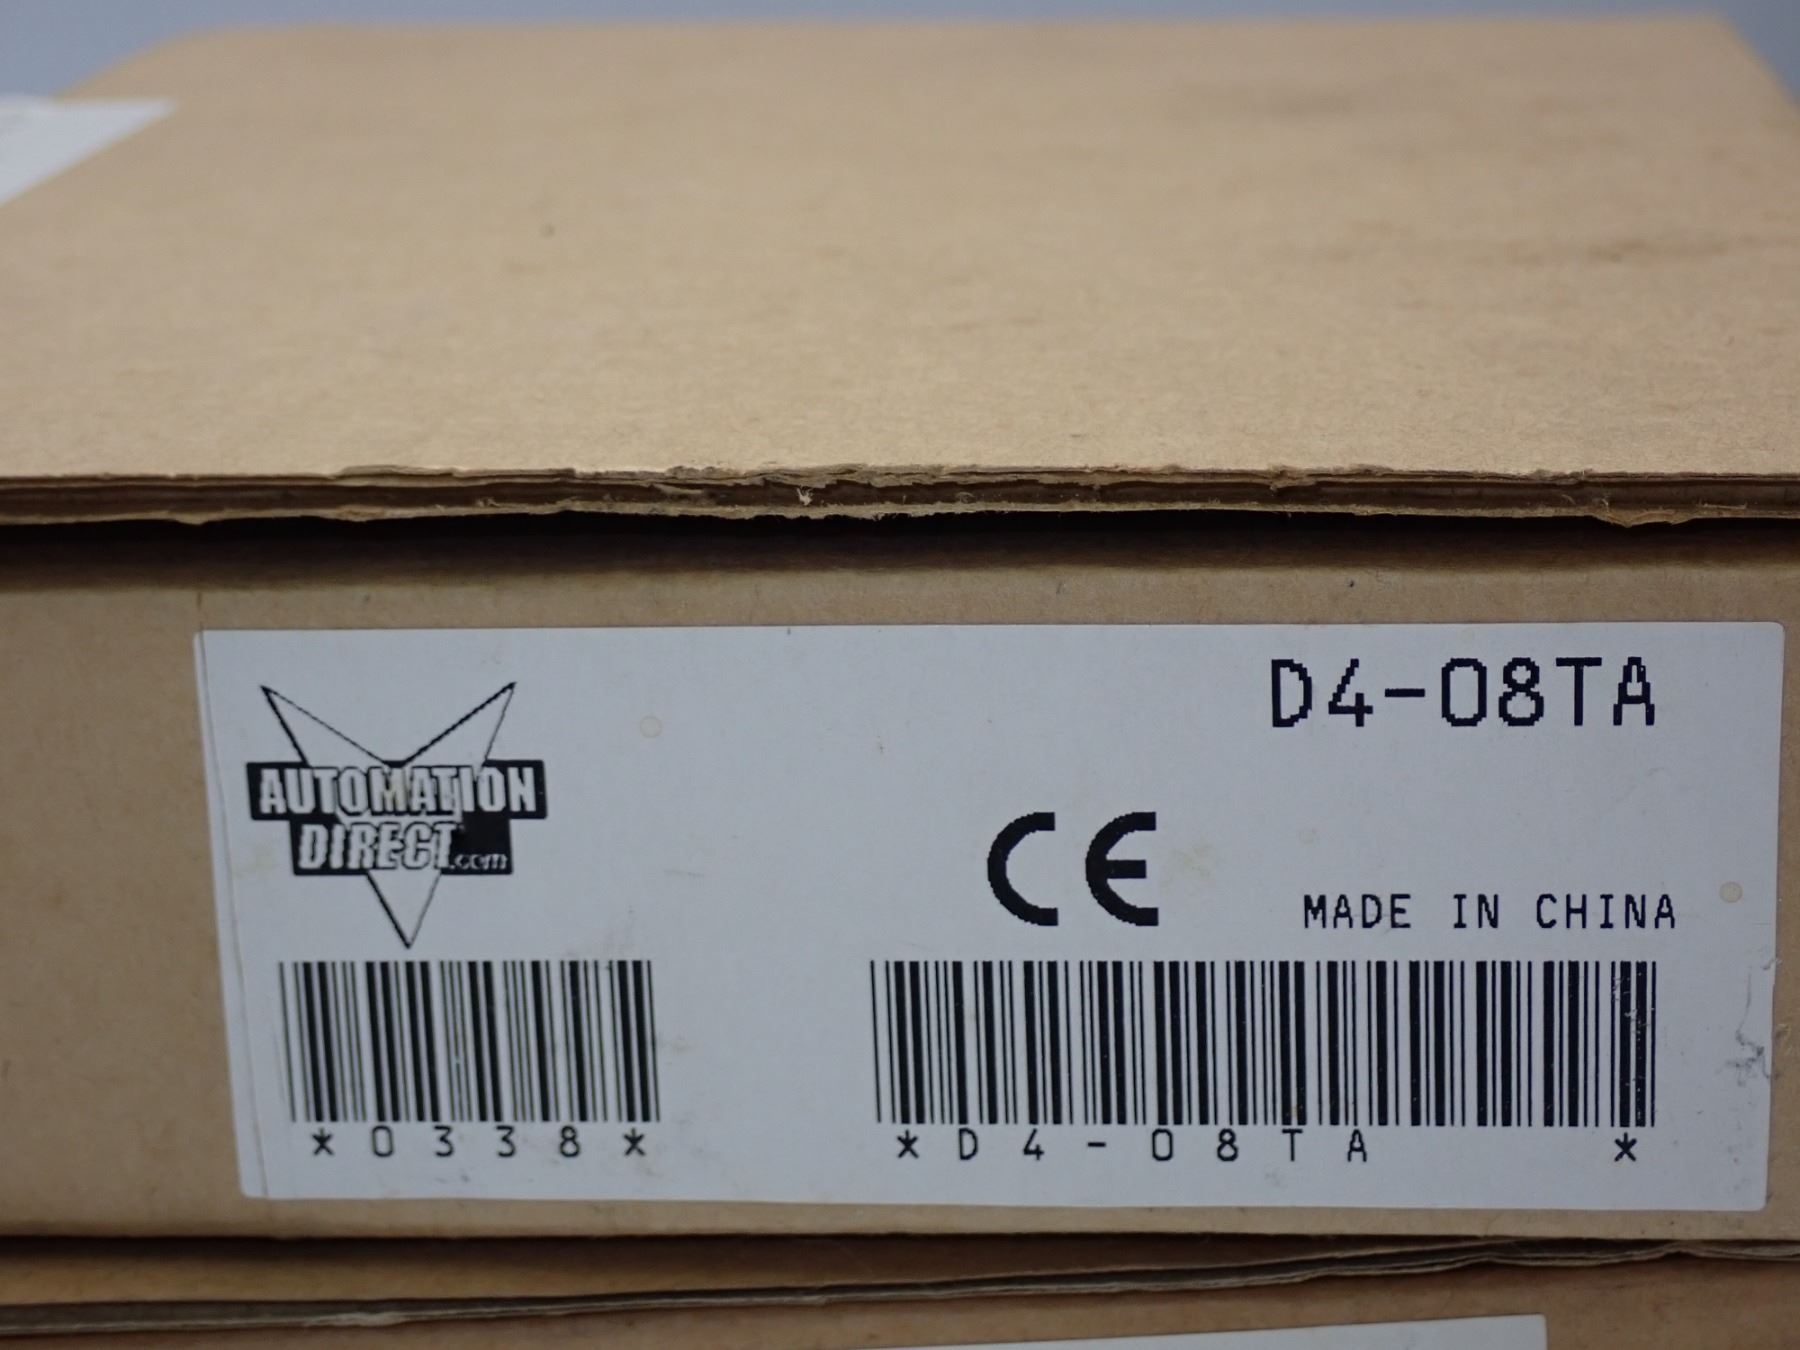 D4-08TA
AUTOMATION
DIRECT.com
CE
MADE IN CHINA
*0338*
*D4-08TA *